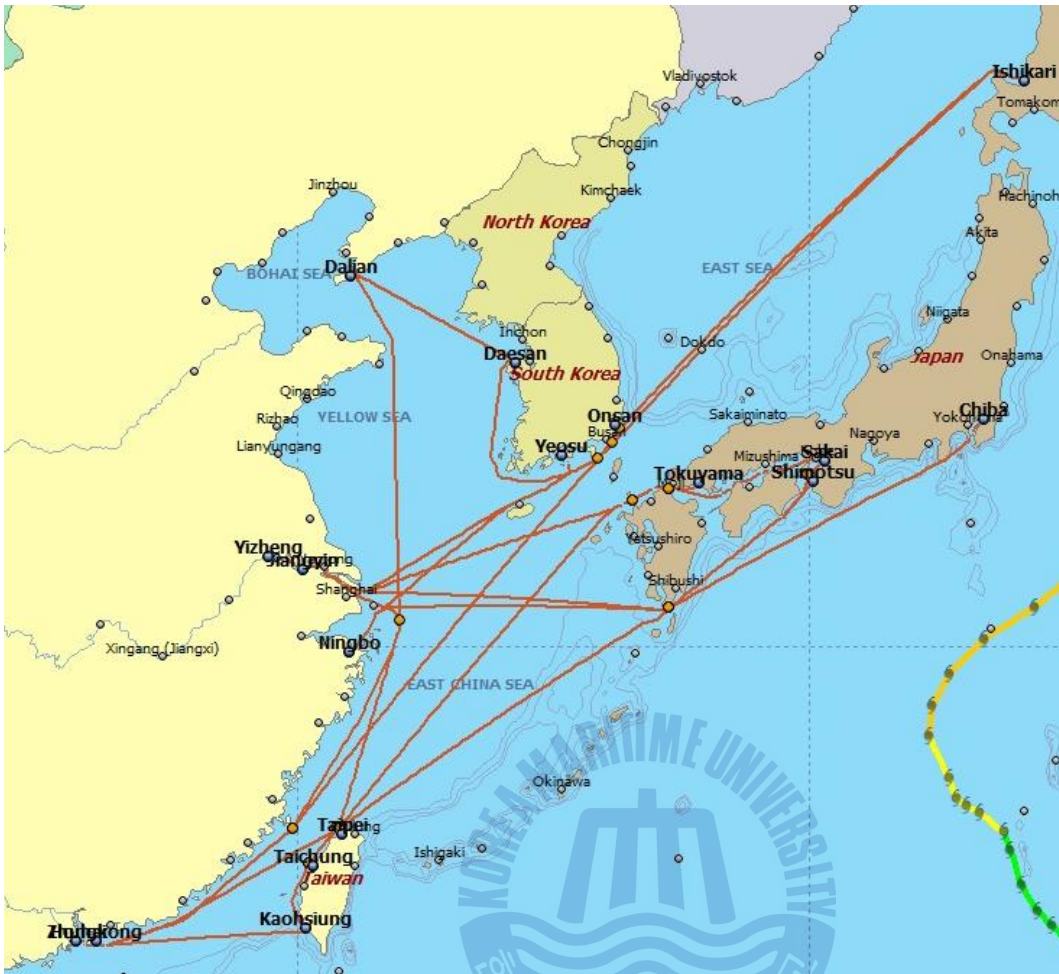 Vladivostok
Ishikari
Tomakom
Chongjin
Jinzhou
Kimchaek
Hachinoh
North Korea
Akita
BOHAI SEA
Dalian
EAST SEA
Niigata
Inchon
Dokdo
Daesan
South Korea
Japan
Onahama
Qingdao
Rizhao
YELLOW SEA
Onsan
Sakaiminato
Chiba
Busan
Nagoya
Lianyungang
Yeosu
Mizushima
Sakai
Tokuyama
Shimotsu
Yatsushiro
Yizheng
Jiangyin
Shibushi
Shanghai
Xingang (Jiangxi)
Ningbo
EAST CHINA SEA
KOREA MARITIME UNIVERSITY
Okinawa
Taipei
Ishigaki
Taichung
Taiwan
Kaohsiung